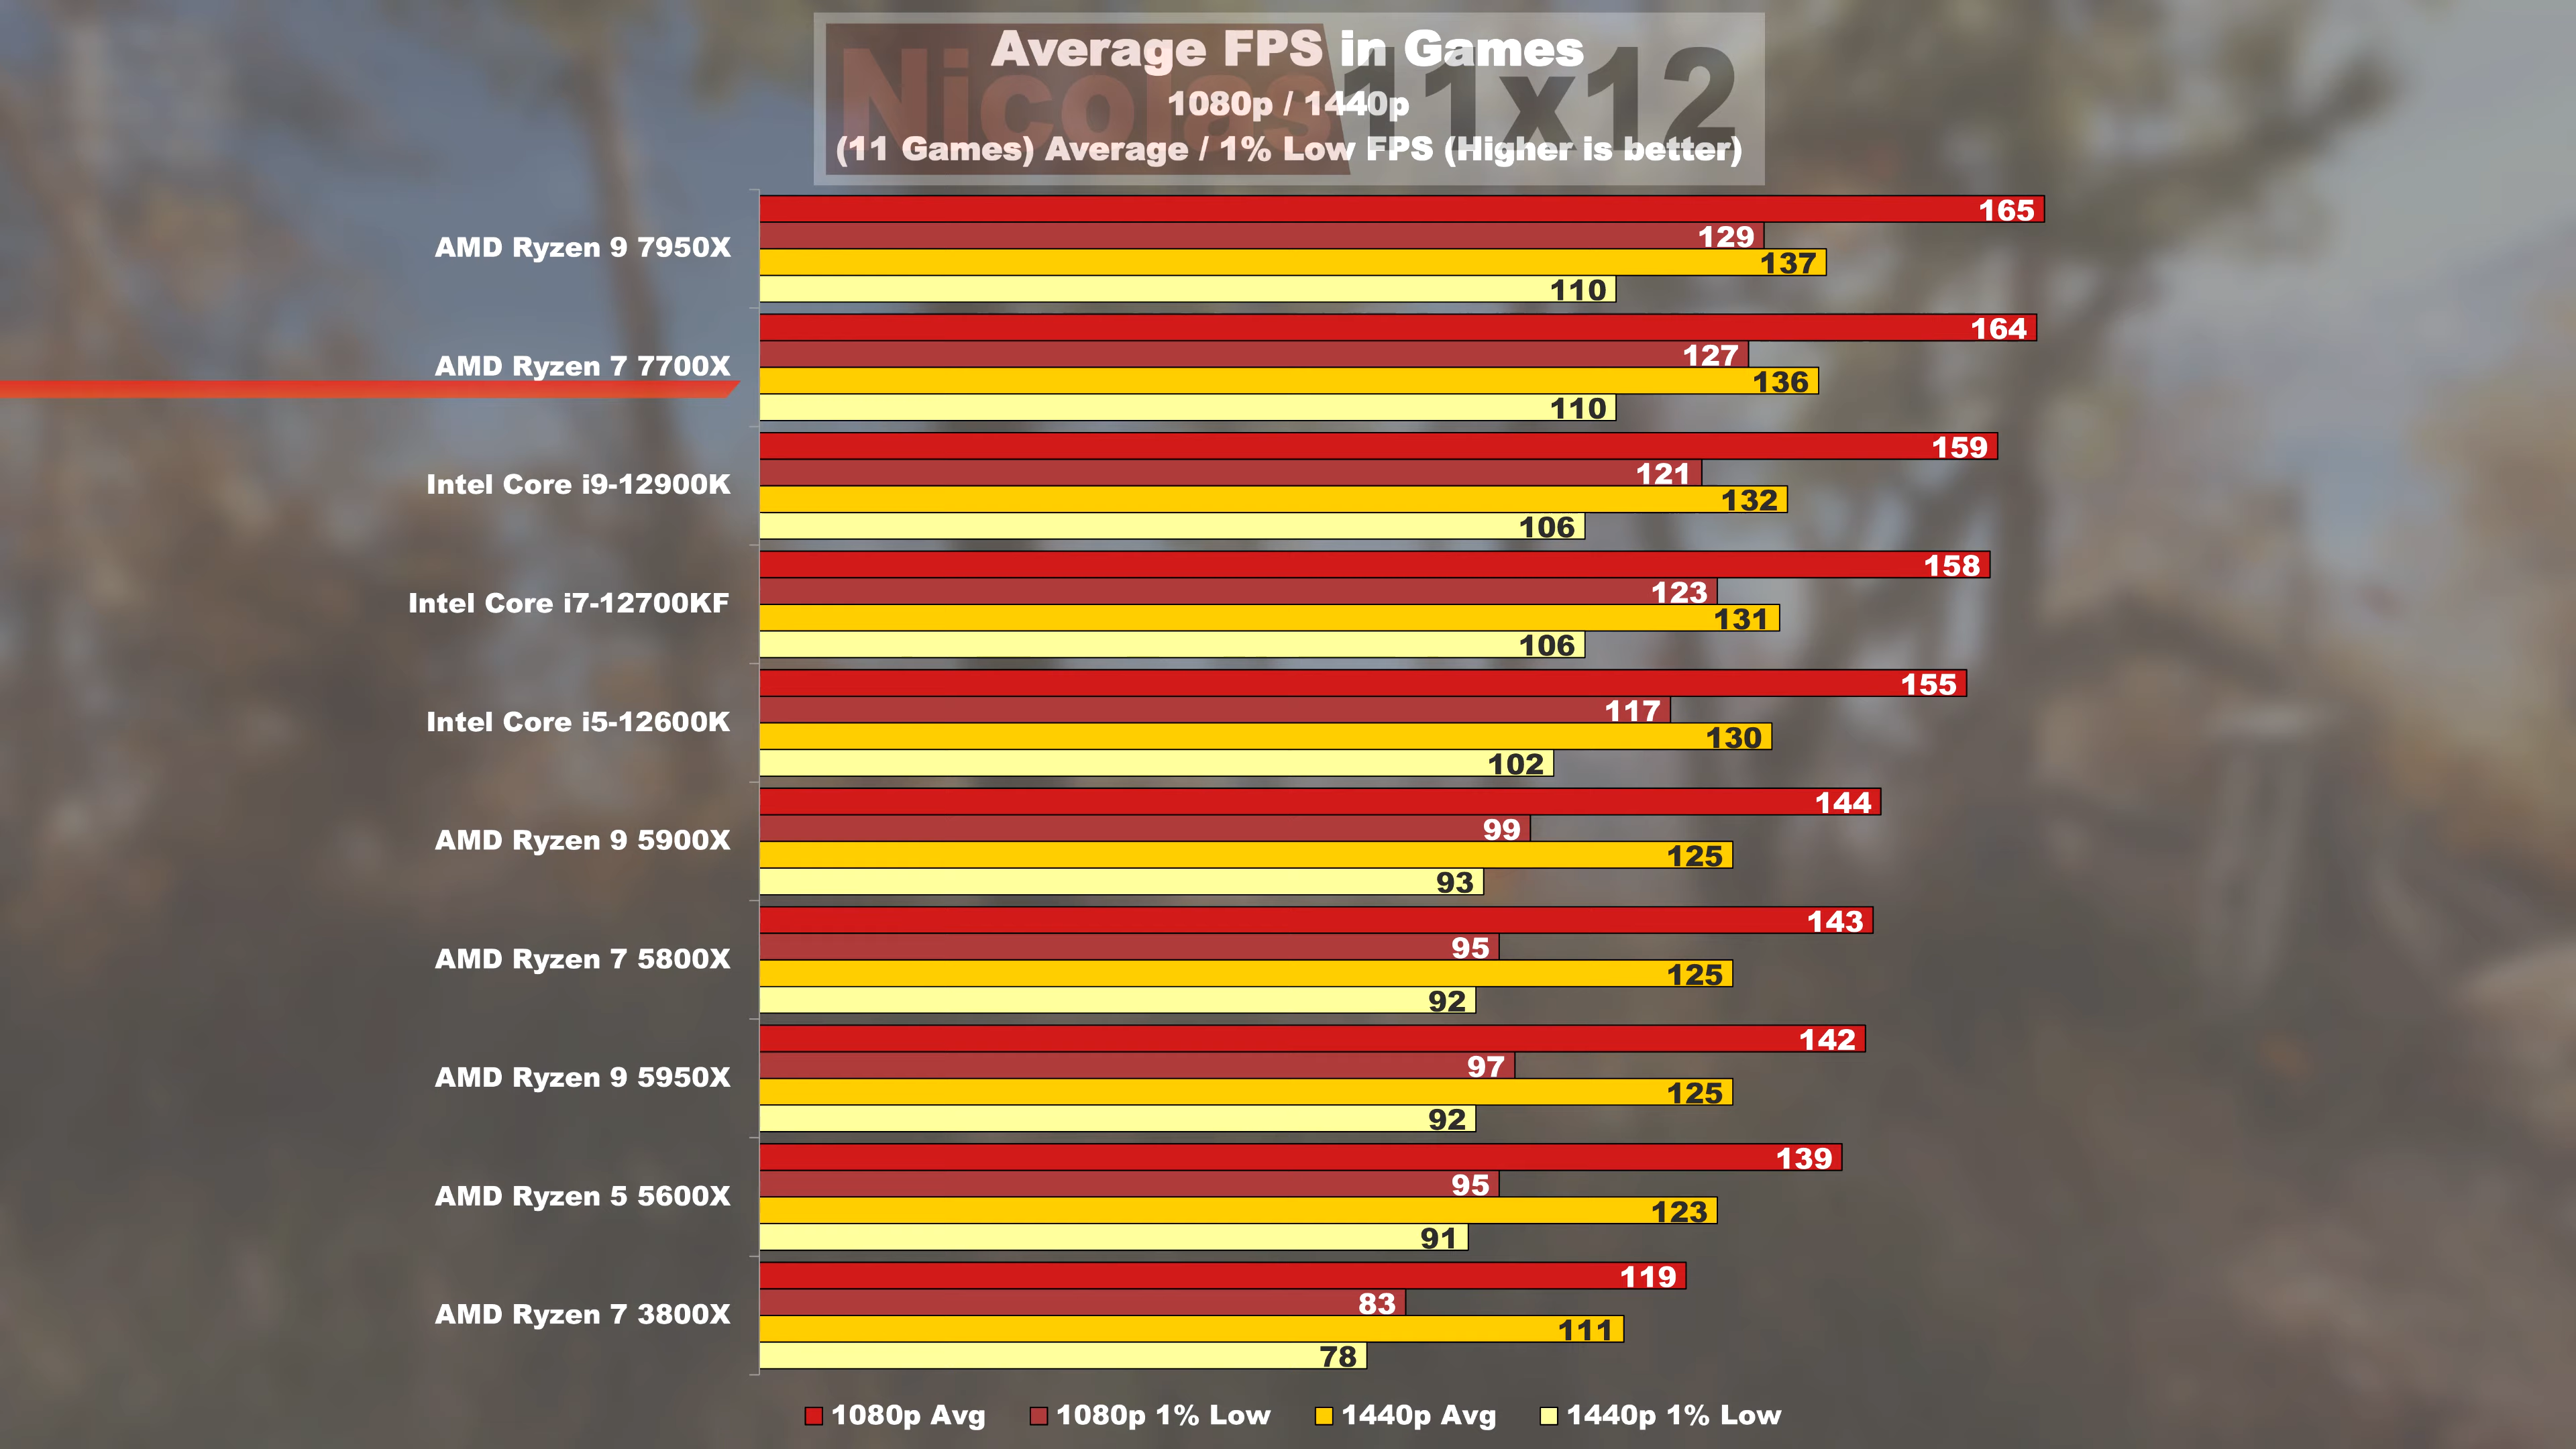 Nicolas11x12
Average FPS in Games
1080p / 1440p
(11 Games) Average / 1% Low FPS (Higher is better)
AMD Ryzen 9 7950X
165
129
137
110
AMD Ryzen 7 7700X
164
127
136
110
Intel Core i9-12900K
159
121
132
106
Intel Core i7-12700KF
158
123
131
106
Intel Core i5-12600K
155
117
130
102
AMD Ryzen 9 5900X
144
99
125
93
AMD Ryzen 7 5800X
143
95
125
92
AMD Ryzen 9 5950X
142
97
125
92
AMD Ryzen 5 5600X
139
95
123
91
AMD Ryzen 7 3800X
119
83
111
78
1080p Avg 1080p 1% Low 1440p Avg 1440p 1% Low